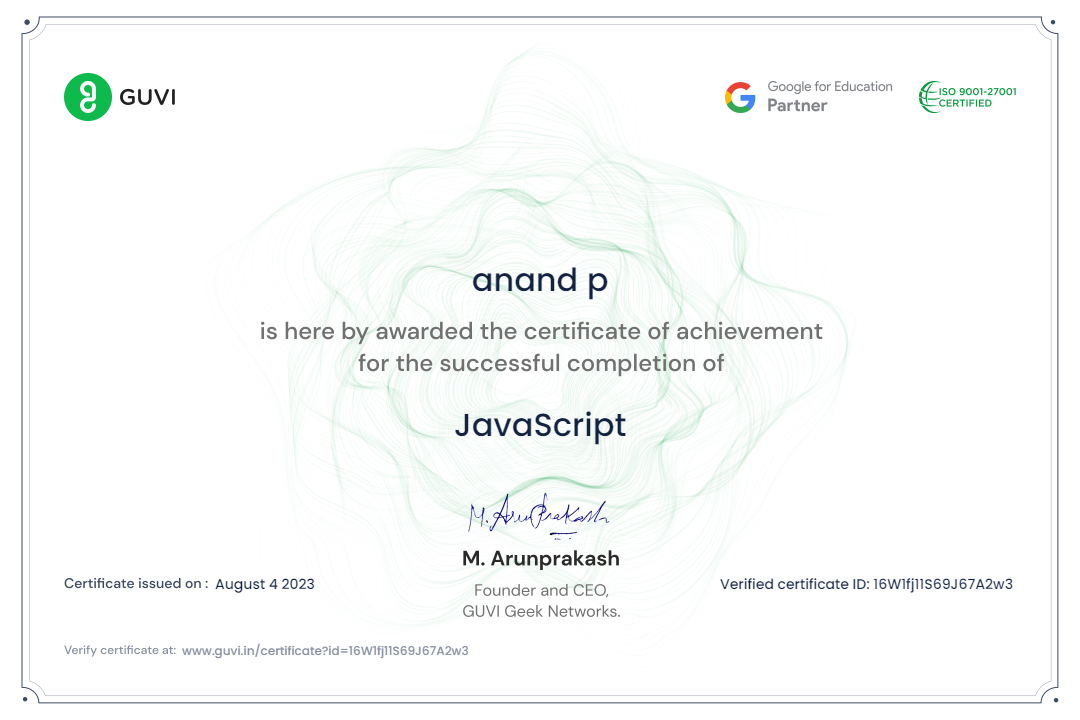 GUVI
Google for Education
Partner
ISO 9001-27001
CERTIFIED
anand p
is here by awarded the certificate of achievement
for the successful completion of
JavaScript
M. Arunprakash
M. Arunprakash
Founder and CEO,
GUVI Geek Networks.
Certificate issued on : August 4 2023
Verified certificate ID: 16W1fj11S69J67A2w3
Verify certificate at: www.guvi.in/certificate?id=16W1fj11S69J67A2w3